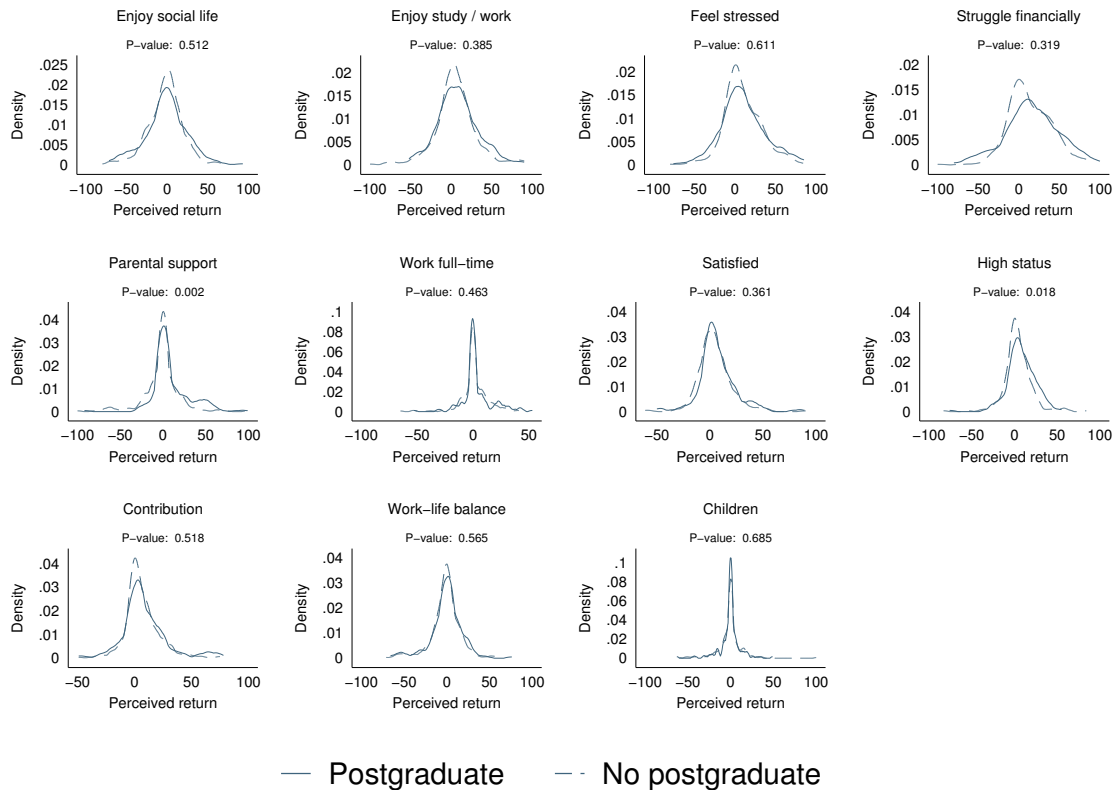 Enjoy social life
P−value: 0.512
Density
.025
.02
.015
.01
.005
0
−100 −50 0 50 100
Perceived return
Enjoy study / work
P−value: 0.385
Density
.02
.015
.01
.005
0
−100 −50 0 50 100
Perceived return
Feel stressed
P−value: 0.611
Density
.02
.015
.01
.005
0
−100 −50 0 50 100
Perceived return
Struggle financially
P−value: 0.319
Density
.02
.015
.01
.005
0
−100 −50 0 50 100
Perceived return
Parental support
P−value: 0.002
Density
.04
.03
.02
.01
0
−100 −50 0 50 100
Perceived return
Work full−time
P−value: 0.463
Density
.1
.08
.06
.04
.02
0
−100 −50 0 50
Perceived return
Satisfied
P−value: 0.361
Density
.04
.03
.02
.01
0
−50 0 50 100
Perceived return
High status
P−value: 0.018
Density
.04
.03
.02
.01
0
−100 −50 0 50 100
Perceived return
Contribution
P−value: 0.518
Density
.04
.03
.02
.01
0
−50 0 50 100
Perceived return
Work−life balance
P−value: 0.565
Density
.04
.03
.02
.01
0
−100 −50 0 50 100
Perceived return
Children
P−value: 0.685
Density
.1
.08
.06
.04
.02
0
−100 −50 0 50 100
Perceived return
Postgraduate
No postgraduate